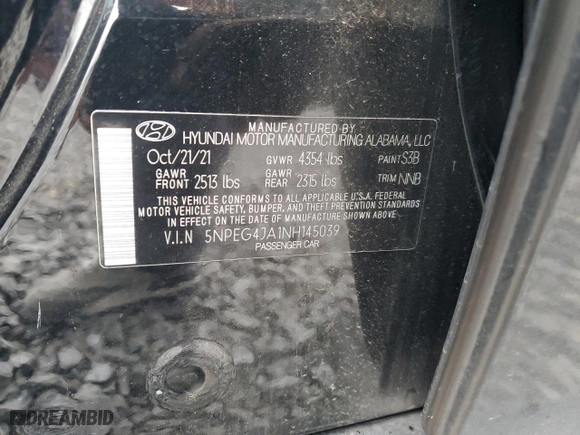 MANUFACTURED BY
HYUNDAI MOTOR MANUFACTURING ALABAMA, LLC
Oct/21/21 GVWR 4354 lbs PAINT S3B
GAWR FRONT 2513 lbs GAWR REAR 2315 lbs TRIM NNB
THIS VEHICLE CONFORMS TO ALL APPLICABLE U.S.A. FEDERAL
MOTOR VEHICLE SAFETY, BUMPER, AND THEFT PREVENTION STANDARDS
IN EFFECT ON THE DATE OF MANUFACTURE SHOWN ABOVE.
V.I.N 5NPEG4JA1NH145039
PASSENGER CAR
DREAMBID